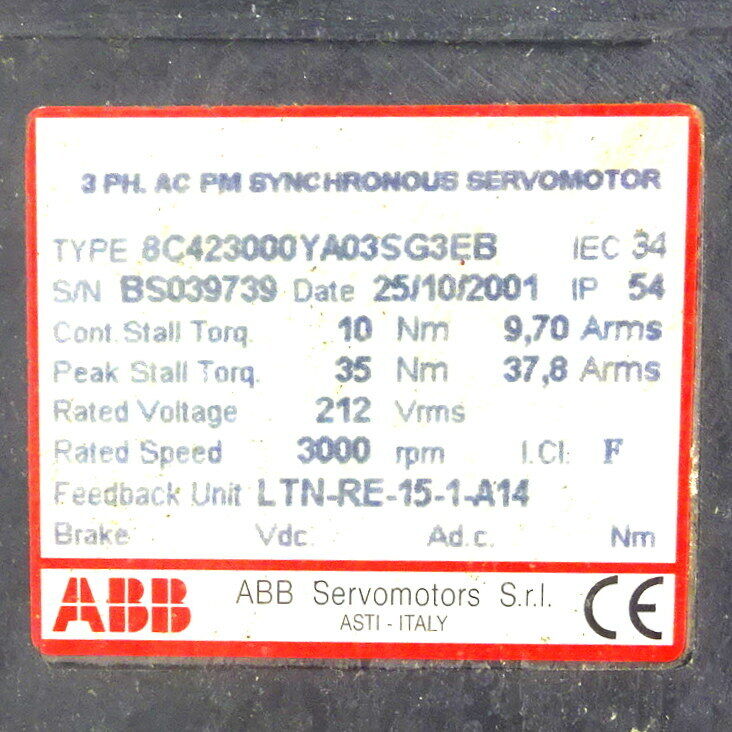 3 PH. AC PM SYNCHRONOUS SERVOMOTOR
TYPE 8C423000YA03SG3EB IEC 34
S/N BS039739 Date 25/10/2001 IP 54
Cont. Stall Torq. 10 Nm 9,70 Arms
Peak Stall Torq. 35 Nm 37,8 Arms
Rated Voltage 212 Vrms
Rated Speed 3000 rpm I.Cl. F
Feedback Unit LTN-RE-15-1-A14
Brake Vdc. Ad.c. Nm
ABB ABB Servomotors S.r.l. CE
ASTI - ITALY